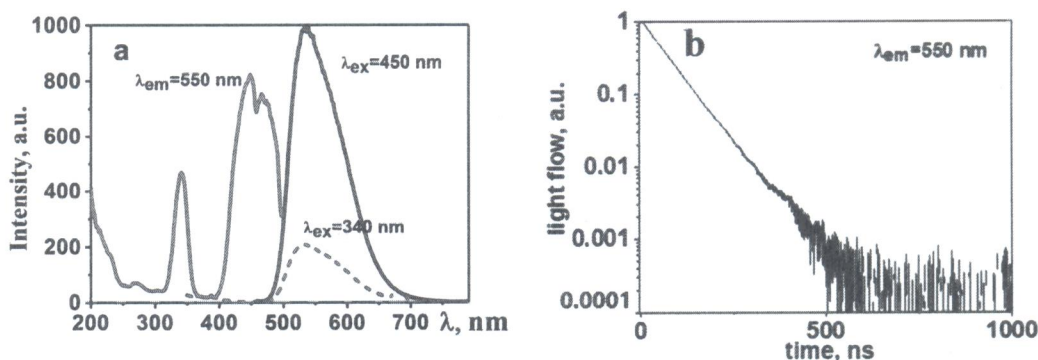 a
λem=550 nm
λex=450 nm
λex=340 nm
Intensity, a.u.
1000
800
600
400
200
0
200 300 400 500 600 700 λ, nm
b
λem=550 nm
light flow, a.u.
1
0.1
0.01
0.001
0.0001
0 500 1000
time, ns